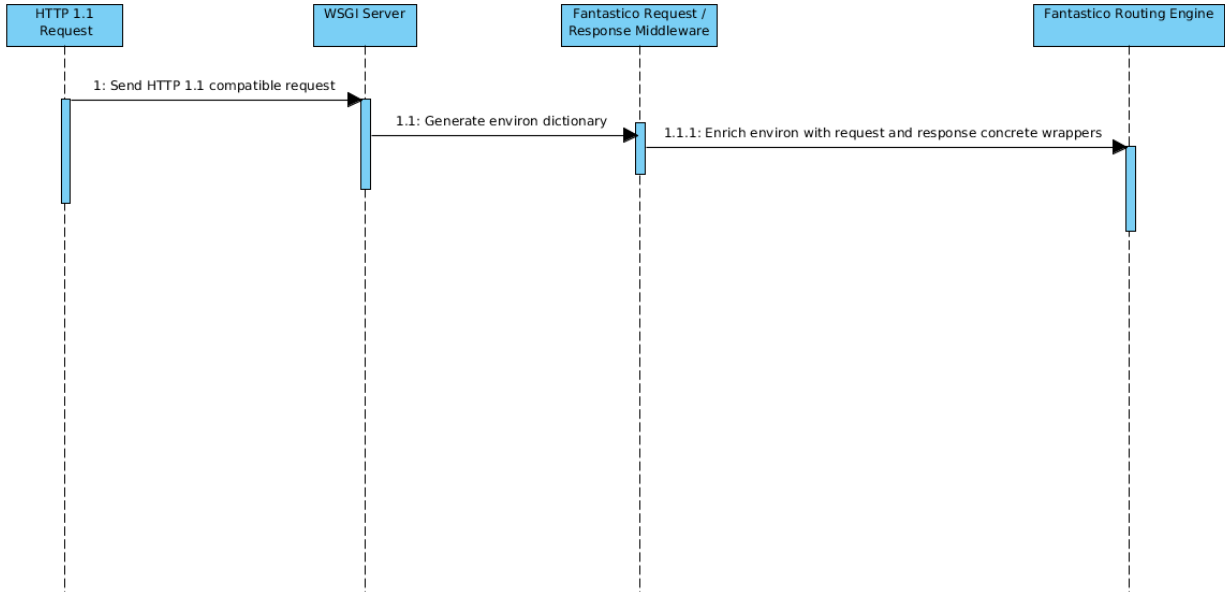 HTTP 1.1
Request
WSGI Server
Fantastico Request /
Response Middleware
Fantastico Routing Engine
1: Send HTTP 1.1 compatible request
1.1: Generate environ dictionary
1.1.1: Enrich environ with request and response concrete wrappers